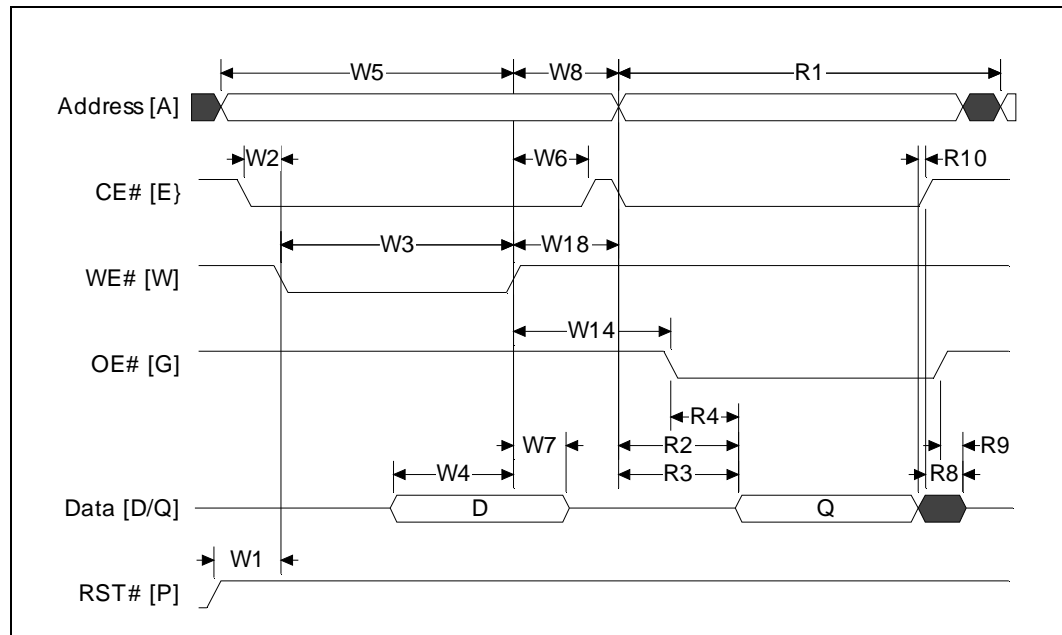 W5 W8 R1
Address [A]
W2 W6 R10
CE# [E}
W3 W18
WE# [W]
W14
OE# [G]
R4
W7 R2 R9
W4 R3 R8
Data [D/Q] D Q
W1
RST# [P]